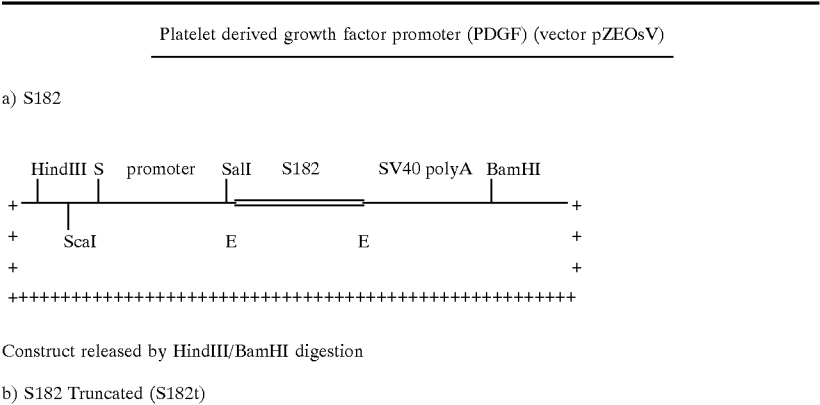 Platelet derived growth factor promoter (PDGF) (vector pZEOsV)
a) S182
HindIII S promoter SalI S182 SV40 polyA BamHI
+ +
ScaI E E
+ +
+ +
++++++++++++++++++++++++++++++++++++++++++++++++++++++
Construct released by HindIII/BamHI digestion
b) S182 Truncated (S182t)